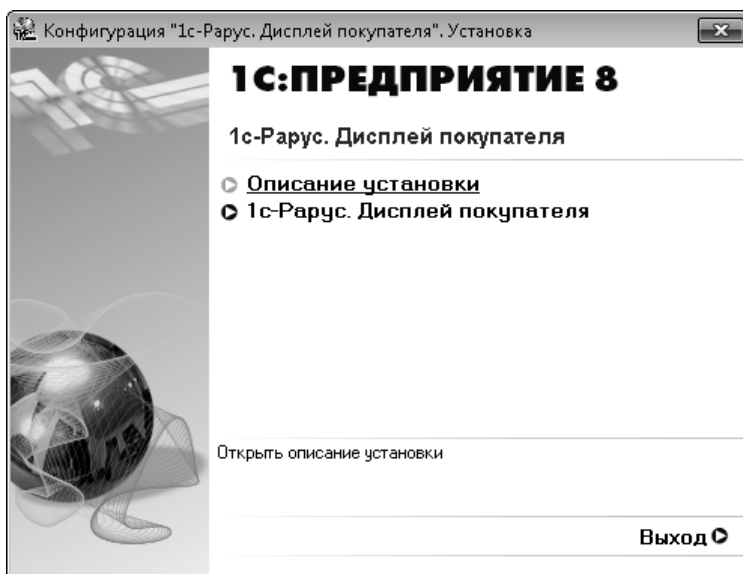 Конфигурация "1с-Рарус. Дисплей покупателя". Установка
1С:ПРЕДПРИЯТИЕ 8
1с-Рарус. Дисплей покупателя
Описание установки
1с-Рарус. Дисплей покупателя
Открыть описание установки
Выход